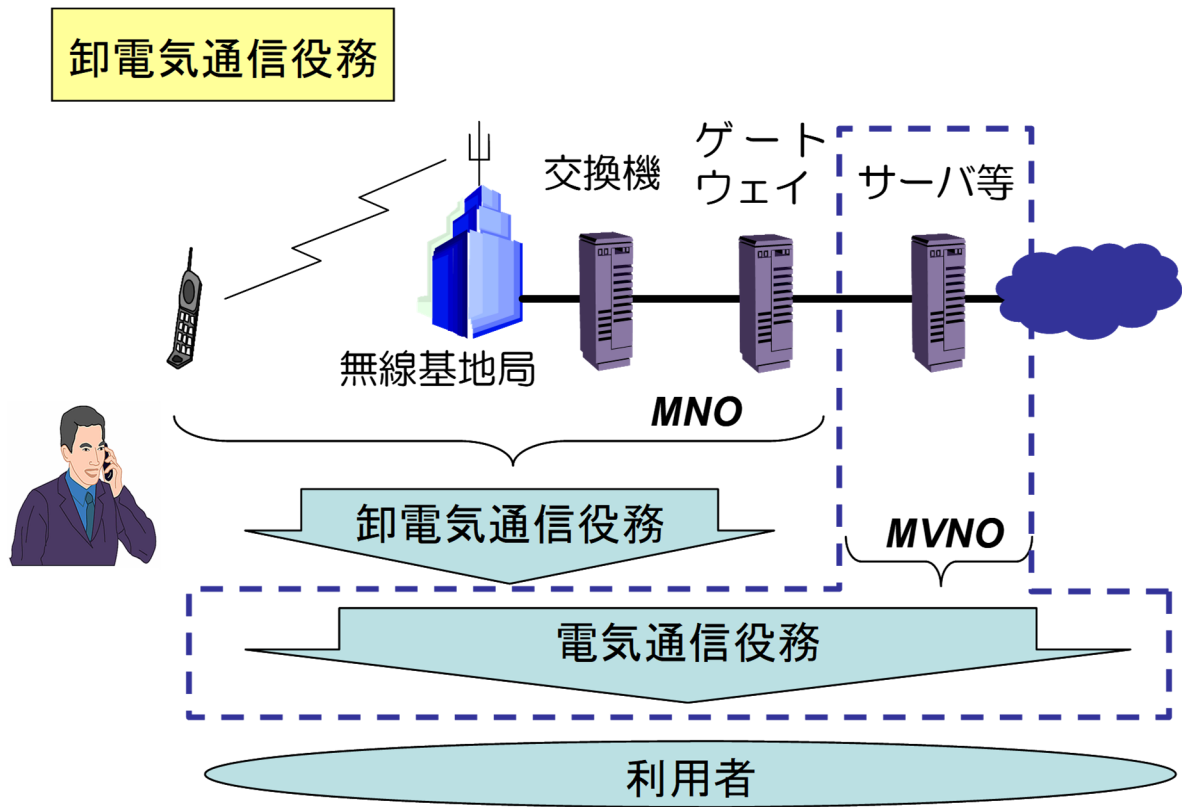 卸電気通信役務
交換機
ゲート
ウェイ
サーバ等
無線基地局
MNO
卸電気通信役務
MVNO
電気通信役務
利用者